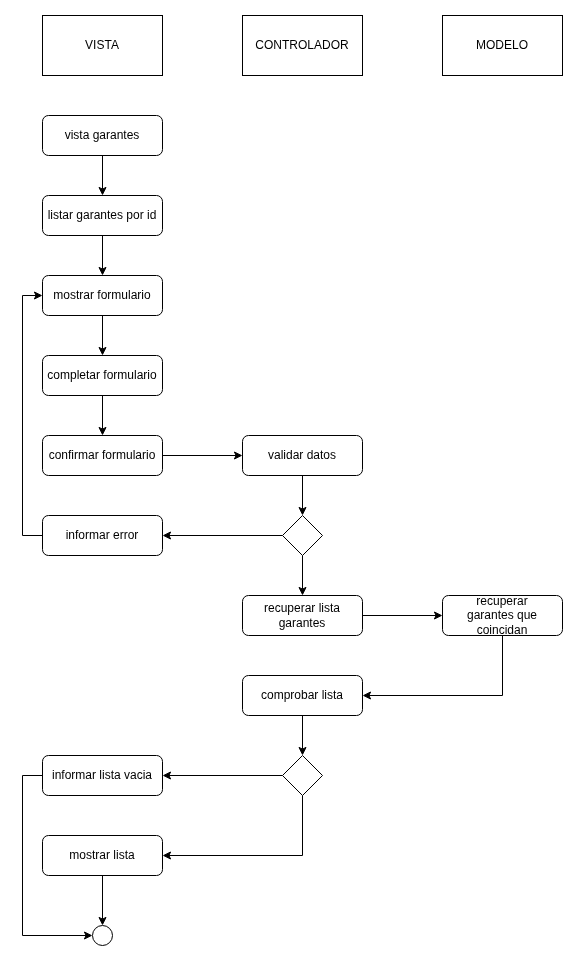 VISTA
CONTROLADOR
MODELO
vista garantes
listar garantes por id
mostrar formulario
completar formulario
confirmar formulario
validar datos
informar error
recuperar lista
garantes
recuperar
garantes que
coincidan
comprobar lista
informar lista vacia
mostrar lista